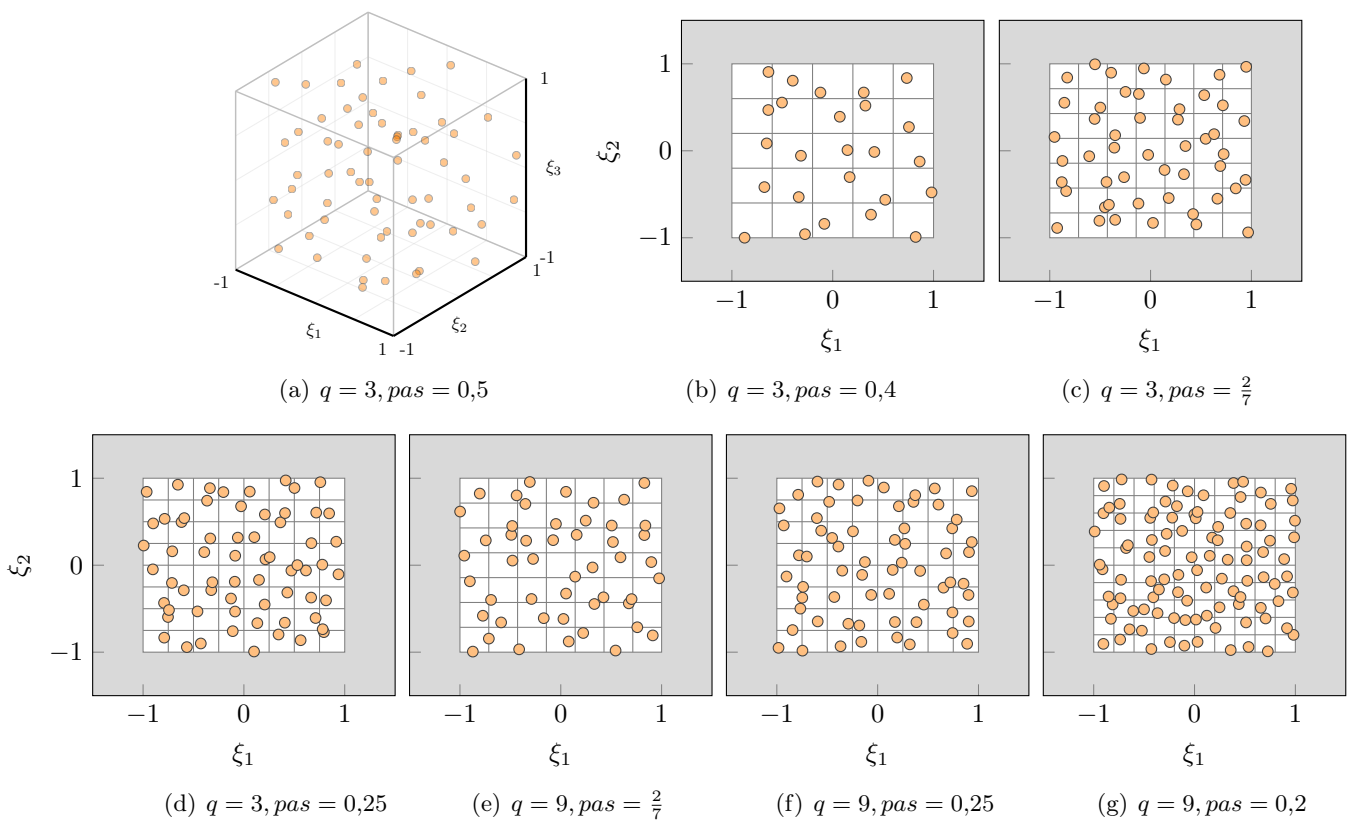 1
ξ3
-1
1
-1
ξ1
ξ2
1
-1
1
0
−1
ξ2
−1
0
1
ξ1
−1
0
1
ξ1
(a) q = 3, pas = 0,5
(b) q = 3, pas = 0,4
(c) q = 3, pas = 2/7
1
0
−1
ξ2
−1
0
1
ξ1
−1
0
1
ξ1
−1
0
1
ξ1
−1
0
1
ξ1
(d) q = 3, pas = 0,25
(e) q = 9, pas = 2/7
(f) q = 9, pas = 0,25
(g) q = 9, pas = 0,2